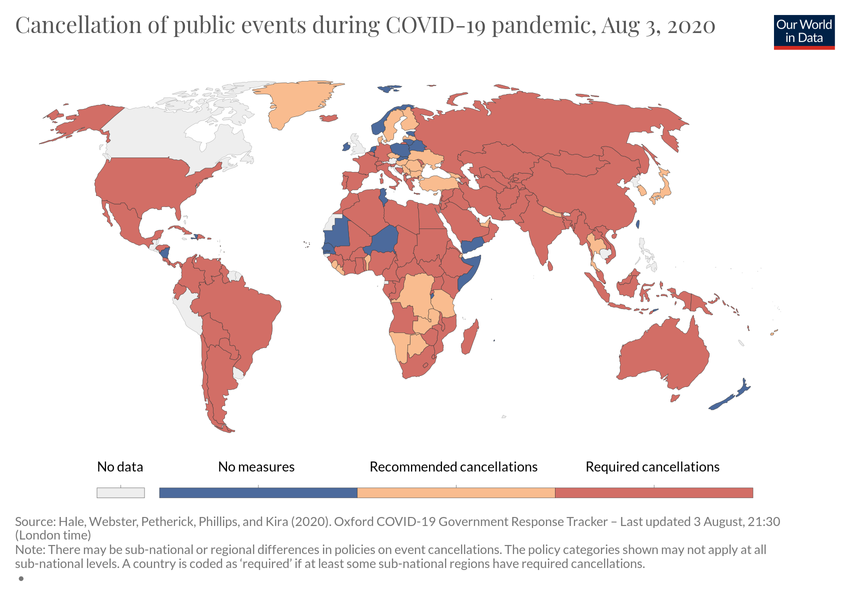 Cancellation of public events during COVID-19 pandemic, Aug 3, 2020
Our World
in Data
No data
No measures
Recommended cancellations
Required cancellations
Source: Hale, Webster, Petherick, Phillips, and Kira (2020). Oxford COVID-19 Government Response Tracker – Last updated 3 August, 21:30
(London time)
Note: There may be sub-national or regional differences in policies on event cancellations. The policy categories shown may not apply at all
sub-national levels. A country is coded as 'required' if at least some sub-national regions have required cancellations.